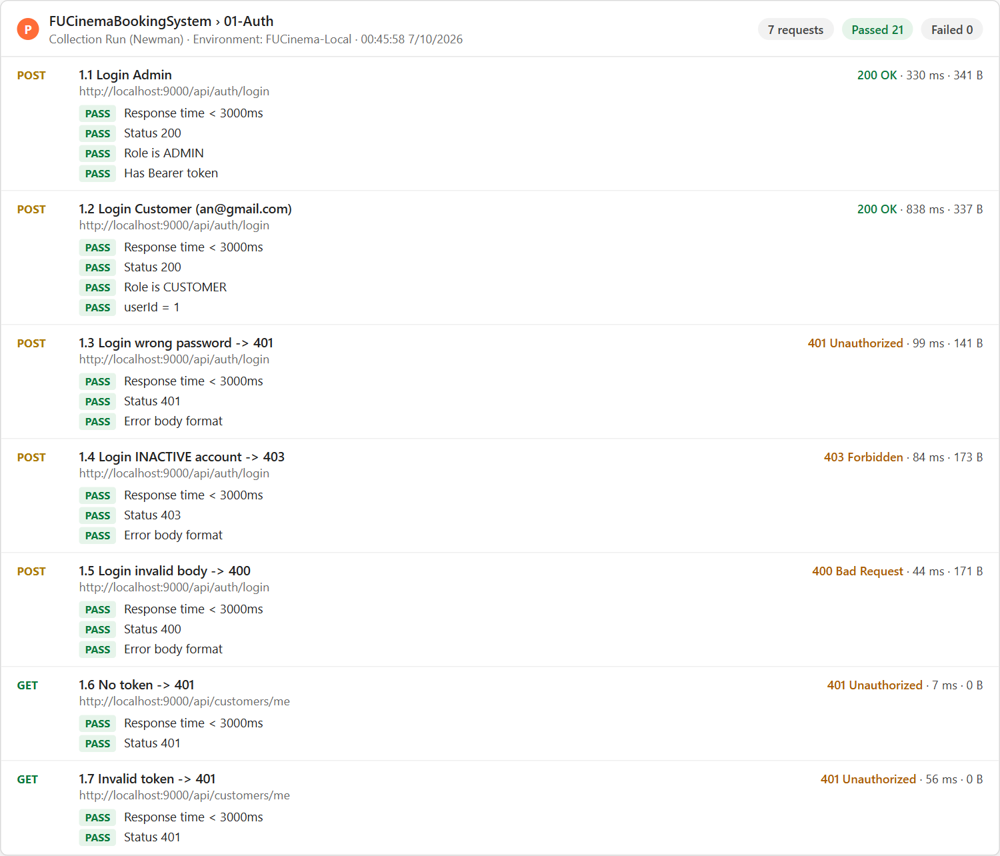 P
FUCinemaBookingSystem › 01-Auth
Collection Run (Newman) · Environment: FUCinema-Local · 00:45:58 7/10/2026
7 requests
Passed 21
Failed 0
POST 1.1 Login Admin 200 OK · 330 ms · 341 B
http://localhost:9000/api/auth/login
PASS Response time < 3000ms
PASS Status 200
PASS Role is ADMIN
PASS Has Bearer token
POST 1.2 Login Customer (an@gmail.com) 200 OK · 838 ms · 337 B
http://localhost:9000/api/auth/login
PASS Response time < 3000ms
PASS Status 200
PASS Role is CUSTOMER
PASS userId = 1
POST 1.3 Login wrong password -> 401 401 Unauthorized · 99 ms · 141 B
http://localhost:9000/api/auth/login
PASS Response time < 3000ms
PASS Status 401
PASS Error body format
POST 1.4 Login INACTIVE account -> 403 403 Forbidden · 84 ms · 173 B
http://localhost:9000/api/auth/login
PASS Response time < 3000ms
PASS Status 403
PASS Error body format
POST 1.5 Login invalid body -> 400 400 Bad Request · 44 ms · 171 B
http://localhost:9000/api/auth/login
PASS Response time < 3000ms
PASS Status 400
PASS Error body format
GET 1.6 No token -> 401 401 Unauthorized · 7 ms · 0 B
http://localhost:9000/api/customers/me
PASS Response time < 3000ms
PASS Status 401
GET 1.7 Invalid token -> 401 401 Unauthorized · 56 ms · 0 B
http://localhost:9000/api/customers/me
PASS Response time < 3000ms
PASS Status 401